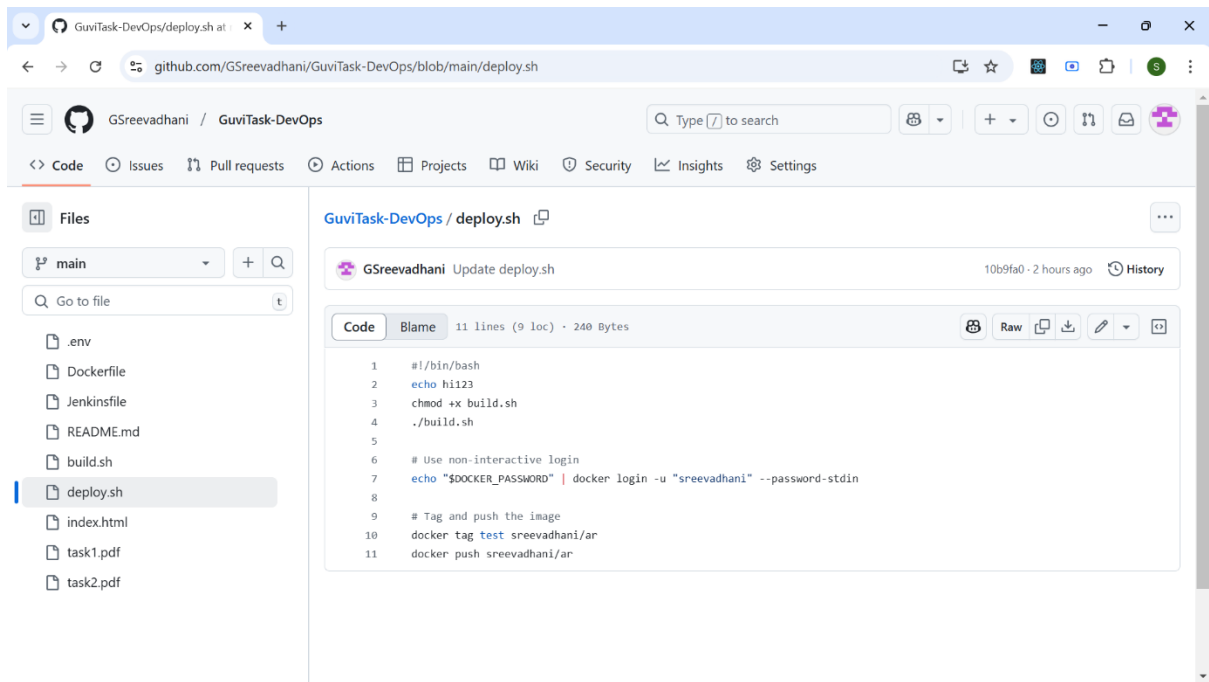 GuviTask-DevOps/deploy.sh at
github.com/GSreevadhani/GuviTask-DevOps/blob/main/deploy.sh
S
GSreevadhani / GuviTask-DevOps
Type / to search
Code Issues Pull requests Actions Projects Wiki Security Insights Settings
Files
GuviTask-DevOps / deploy.sh
main
GSreevadhani Update deploy.sh 10b9fa0 · 2 hours ago History
Go to file t
Code Blame 11 lines (9 loc) · 240 Bytes Raw
.env
Dockerfile
Jenkinsfile
README.md
build.sh
deploy.sh
index.html
task1.pdf
task2.pdf
1 #!/bin/bash
2 echo hi123
3 chmod +x build.sh
4 ./build.sh
5
6 # Use non-interactive login
7 echo "$DOCKER_PASSWORD" | docker login -u "sreevadhani" --password-stdin
8
9 # Tag and push the image
10 docker tag test sreevadhani/ar
11 docker push sreevadhani/ar